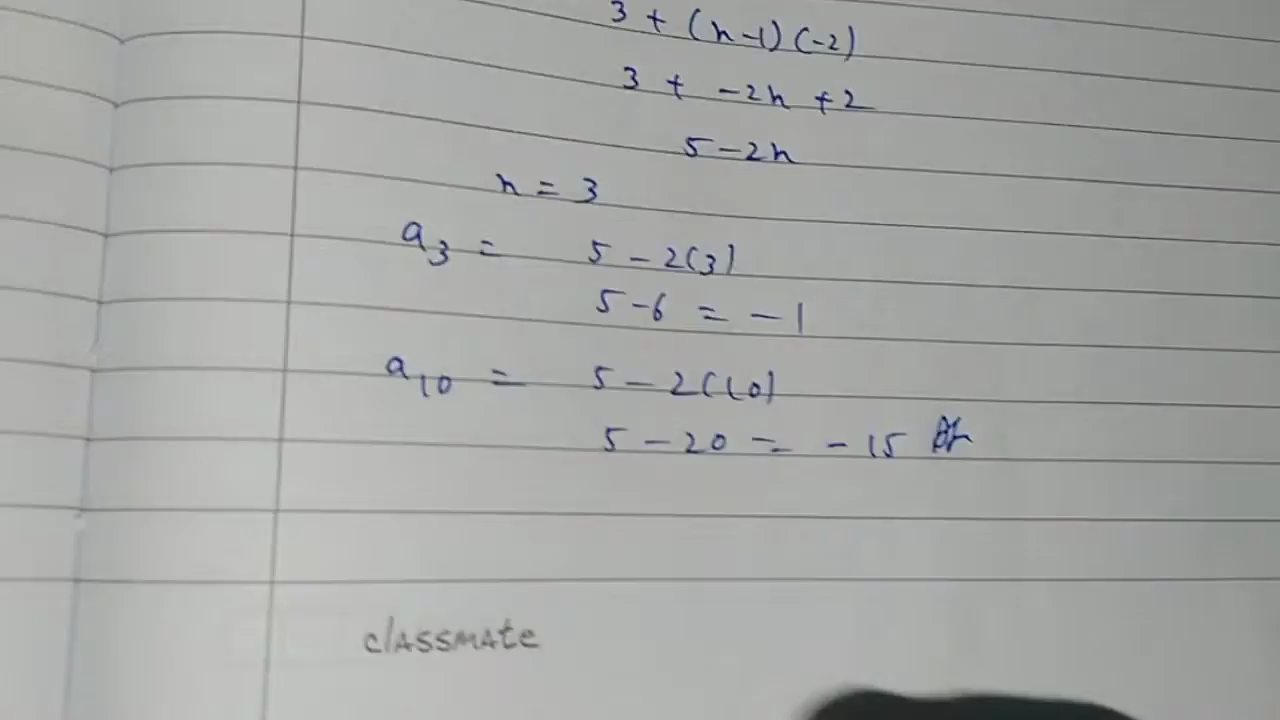 3 + (n-1)(-2)
3 + -2n +2
5-2n
n = 3
a3 = 5 - 2(3)
5-6 = -1
a10 = 5 - 2(10)
5 - 20 = -15
classmate